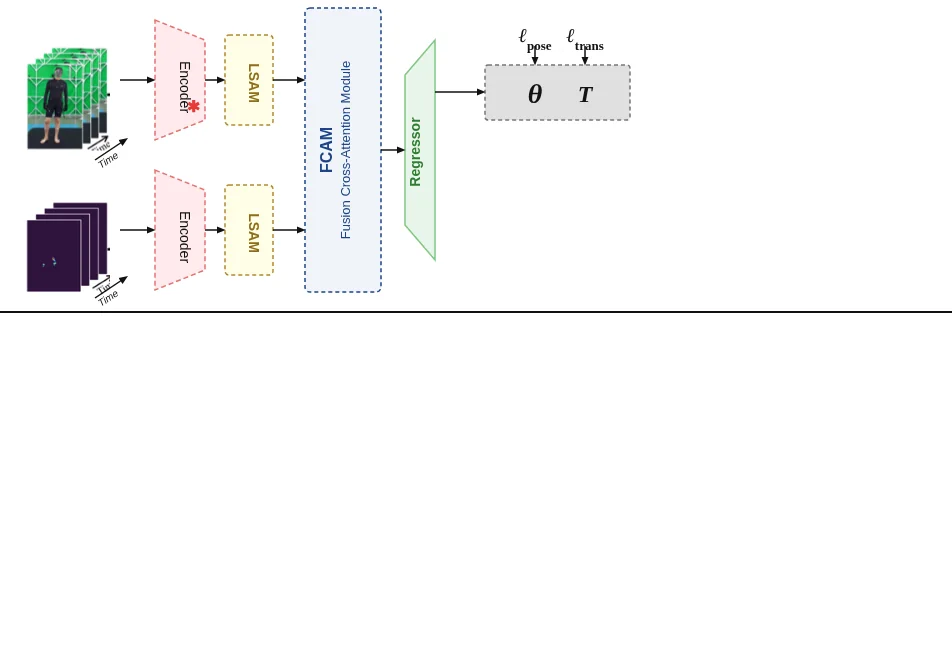 Encoder
*
LSAM
Time
Encoder
LSAM
Time
FCAM
Fusion Cross-Attention Module
Regressor
ℓpose ℓtrans
θ T